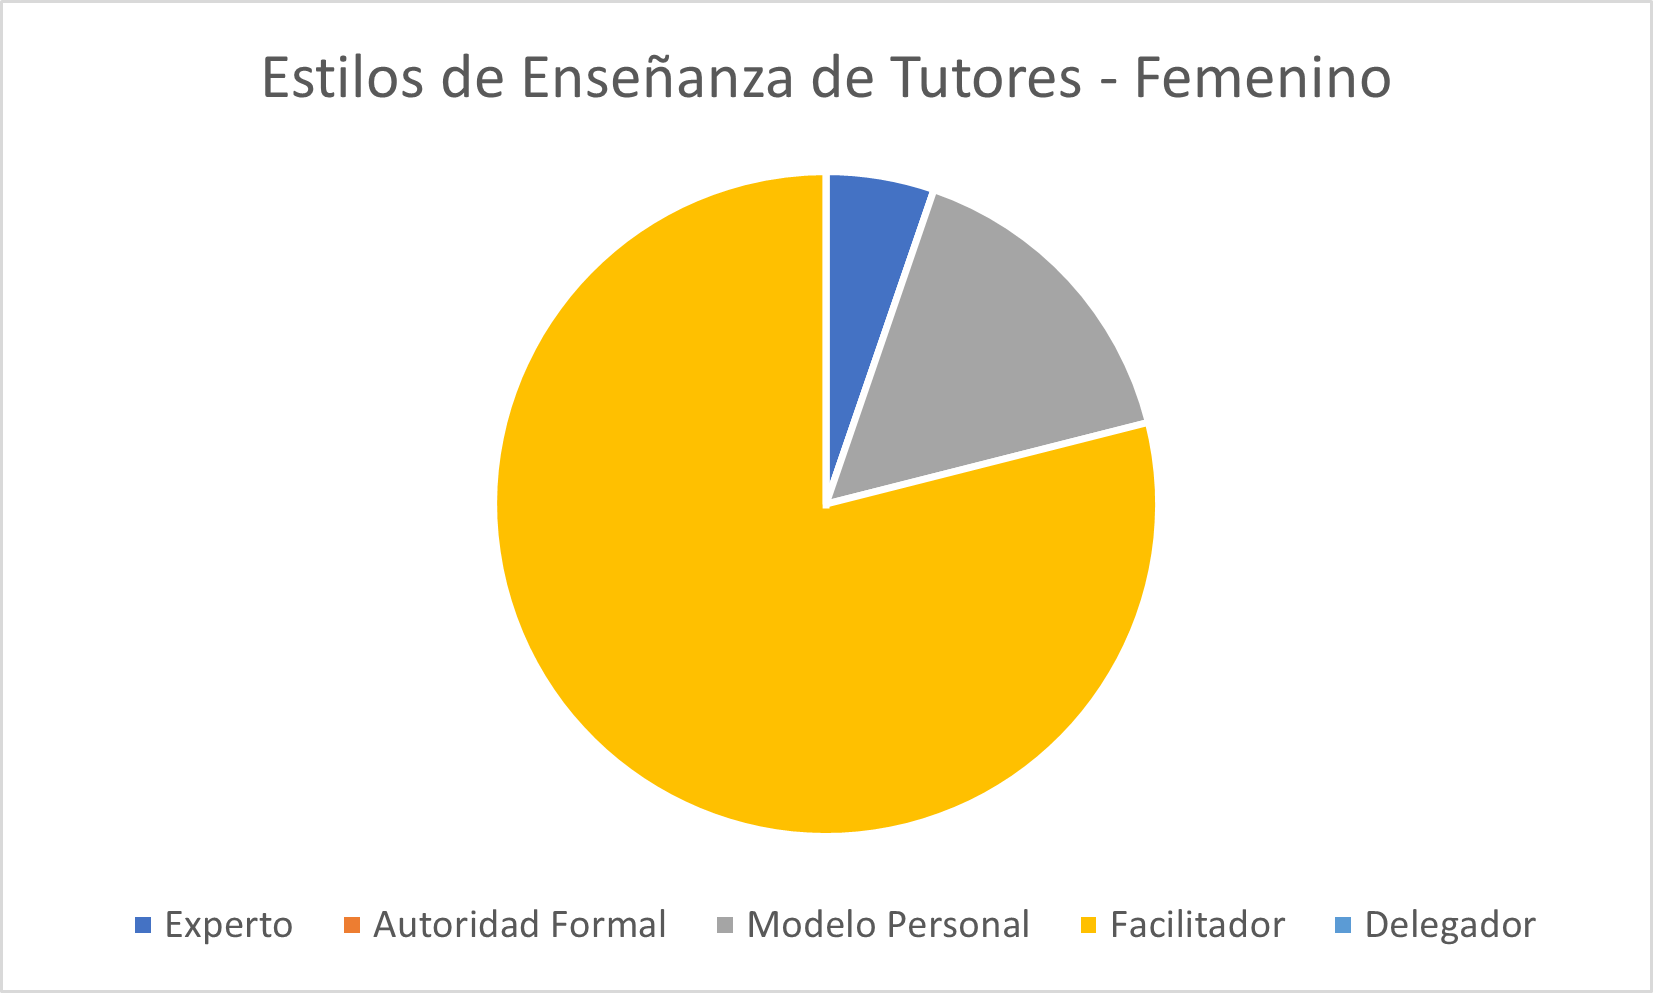 Estilos de Enseñanza de Tutores - Femenino
Experto Autoridad Formal Modelo Personal Facilitador Delegador